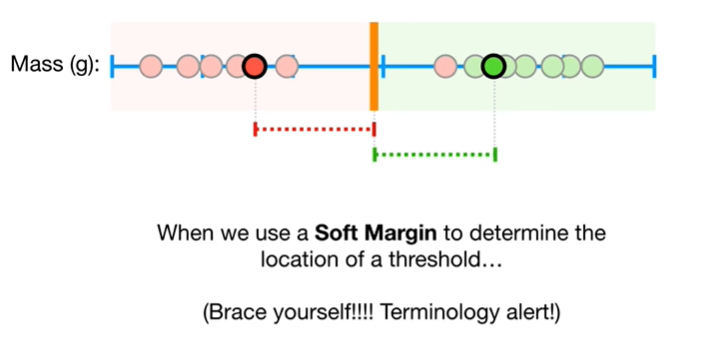 Mass (g):
When we use a Soft Margin to determine the
location of a threshold…
(Brace yourself!!!! Terminology alert!)